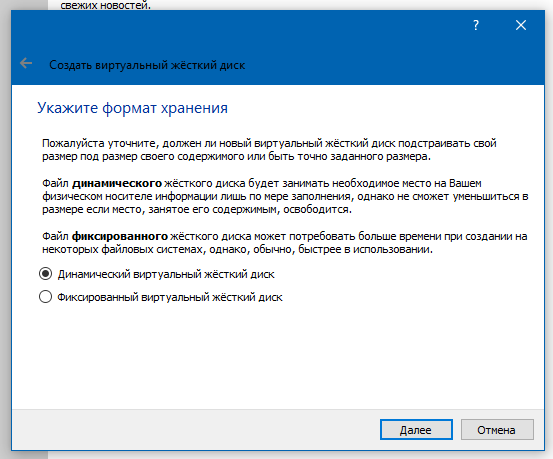 свежих новостей.
?
Создать виртуальный жёсткий диск
Укажите формат хранения
Пожалуйста уточните, должен ли новый виртуальный жёсткий диск подстраивать свой
размер под размер своего содержимого или быть точно заданного размера.
Файл динамического жёсткого диска будет занимать необходимое место на Вашем
физическом носителе информации лишь по мере заполнения, однако не сможет уменьшиться в
размере если место, занятое его содержимым, освободится.
Файл фиксированного жёсткого диска может потребовать больше времени при создании на
некоторых файловых системах, однако, обычно, быстрее в использовании.
Динамический виртуальный жёсткий диск
Фиксированный виртуальный жёсткий диск
Далее
Отмена